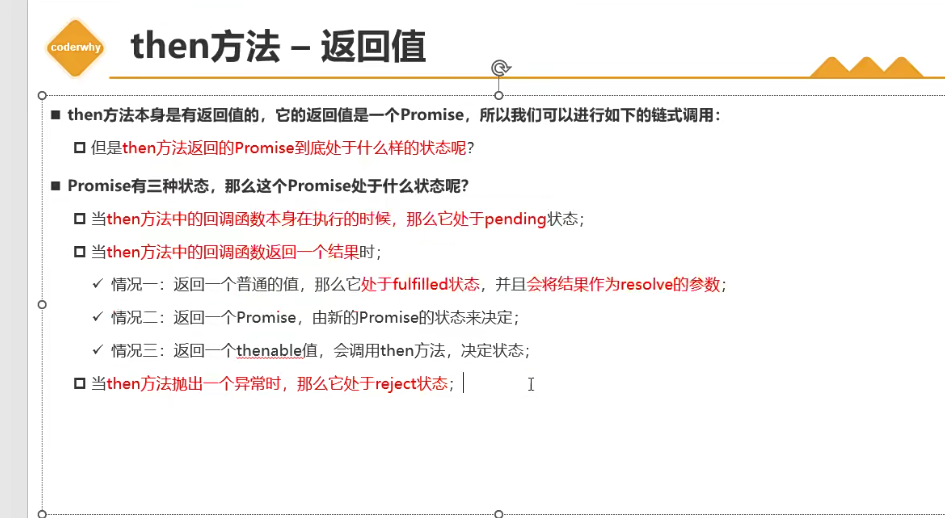 coderwhy
then方法 – 返回值
then方法本身是有返回值的，它的返回值是一个Promise，所以我们可以进行如下的链式调用：
但是then方法返回的Promise到底处于什么样的状态呢？
Promise有三种状态，那么这个Promise处于什么状态呢？
当then方法中的回调函数本身在执行的时候，那么它处于pending状态；
当then方法中的回调函数返回一个结果时；
情况一：返回一个普通的值，那么它处于fulfilled状态，并且会将结果作为resolve的参数；
情况二：返回一个Promise，由新的Promise的状态来决定；
情况三：返回一个thenable值，会调用then方法，决定状态；
当then方法抛出一个异常时，那么它处于reject状态；